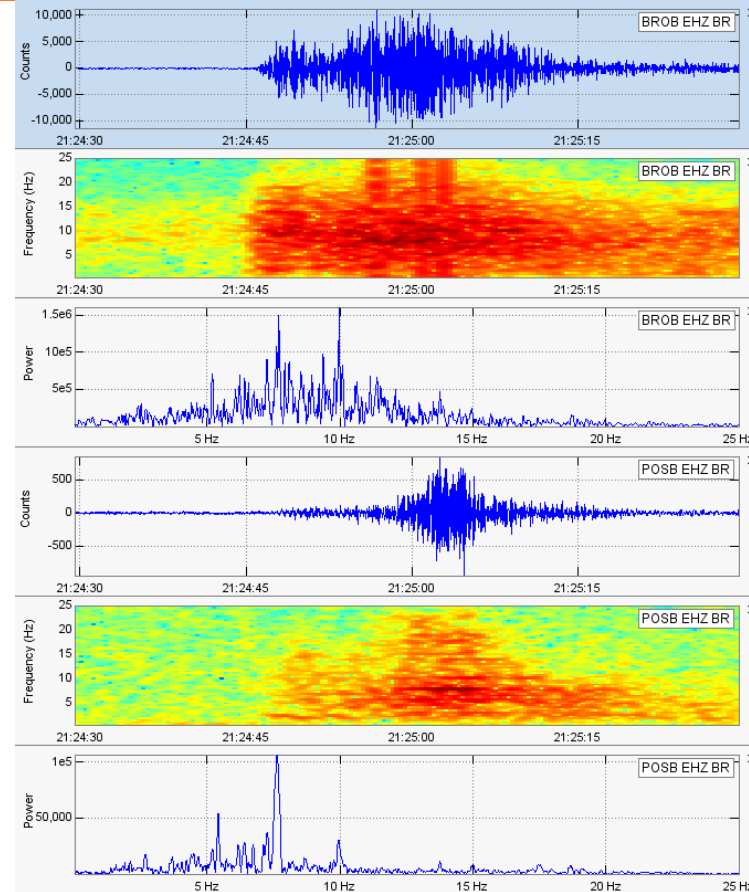 10,000
5,000
0
-5,000
-10,000
Counts
BROB EHZ BR
21:24:30 21:24:45 21:25:00 21:25:15
25
20
15
10
5
Frequency (Hz)
BROB EHZ BR
21:24:30 21:24:45 21:25:00 21:25:15
1.5e6
10e5
5e5
Power
BROB EHZ BR
5 Hz 10 Hz 15 Hz 20 Hz 25 Hz
500
0
-500
Counts
POSB EHZ BR
21:24:30 21:24:45 21:25:00 21:25:15
25
20
15
10
5
Frequency (Hz)
POSB EHZ BR
21:24:30 21:24:45 21:25:00 21:25:15
1e5
50,000
Power
POSB EHZ BR
5 Hz 10 Hz 15 Hz 20 Hz 25 Hz